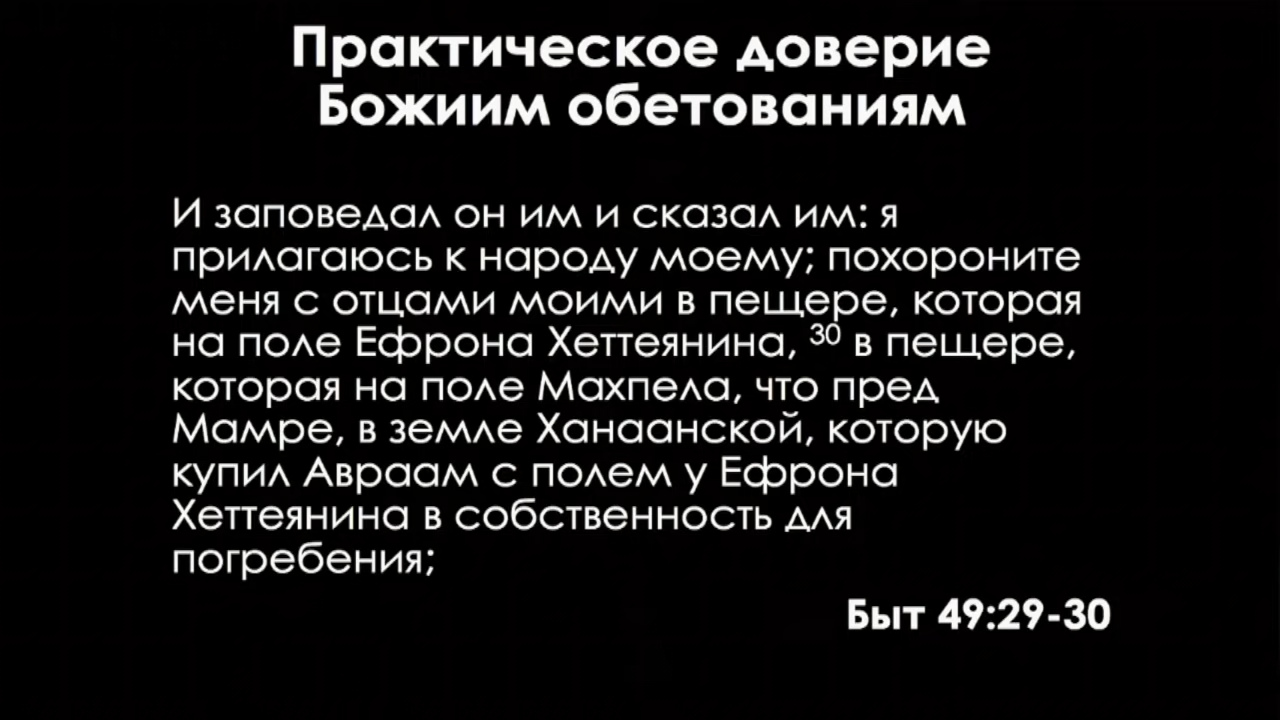 Практическое доверие
Божиим обетованиям
И заповедал он им и сказал им: я
прилагаюсь к народу моему; похороните
меня с отцами моими в пещере, которая
на поле Ефрона Хеттеянина, ³⁰ в пещере,
которая на поле Махпела, что пред
Мамре, в земле Ханаанской, которую
купил Авраам с полем у Ефрона
Хеттеянина в собственность для
погребения;
Быт 49:29-30